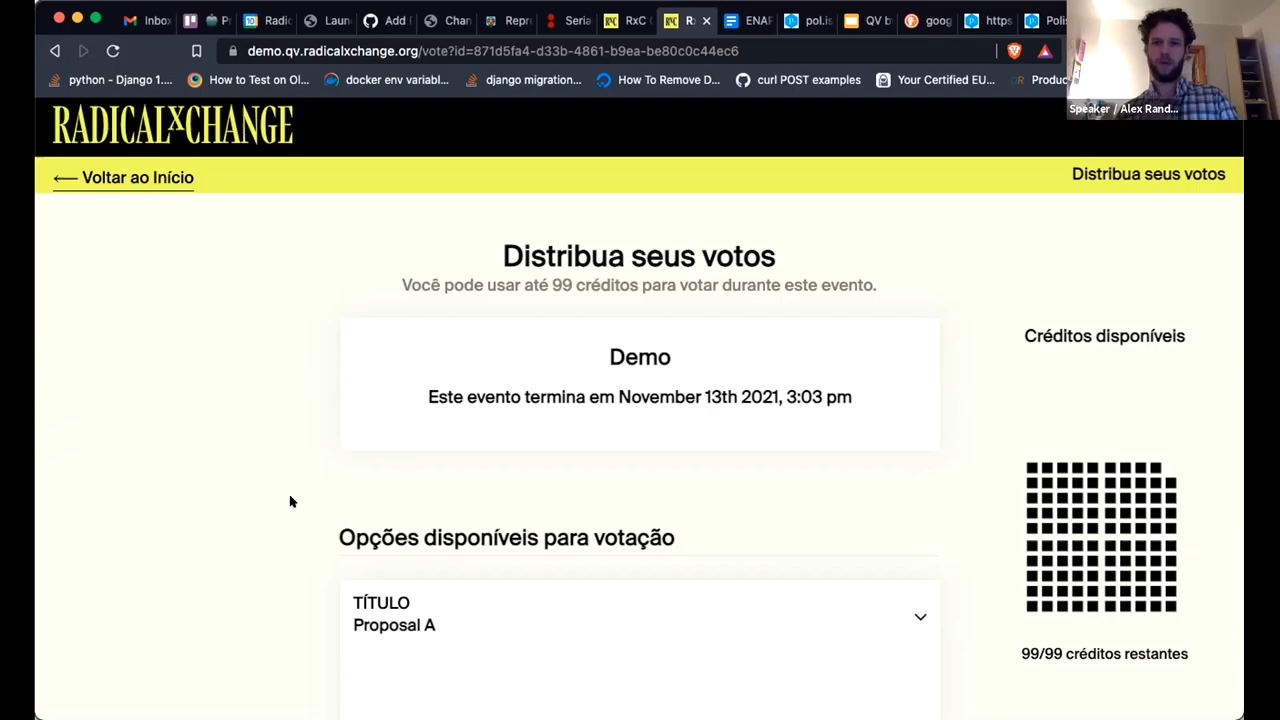 Inbox
Radic
Laun
Add
Chan
Repre
Seria
RxC
Rx
ENAF
pol.is
QV b
goog
https
Polis
demo.qv.radicalxchange.org/vote?id=871d5fa4-d33b-4861-b9ea-be80c0c44ec6
python - Django 1....
How to Test on Ol...
docker env variabl...
django migration...
How To Remove D...
curl POST examples
Your Certified EU...
Produc
Speaker / Alex Rand...
RADICALXCHANGE
⟵ Voltar ao Início
Distribua seus votos
Distribua seus votos
Você pode usar até 99 créditos para votar durante este evento.
Demo
Este evento termina em November 13th 2021, 3:03 pm
Créditos disponíveis
99/99 créditos restantes
Opções disponíveis para votação
TÍTULO
Proposal A